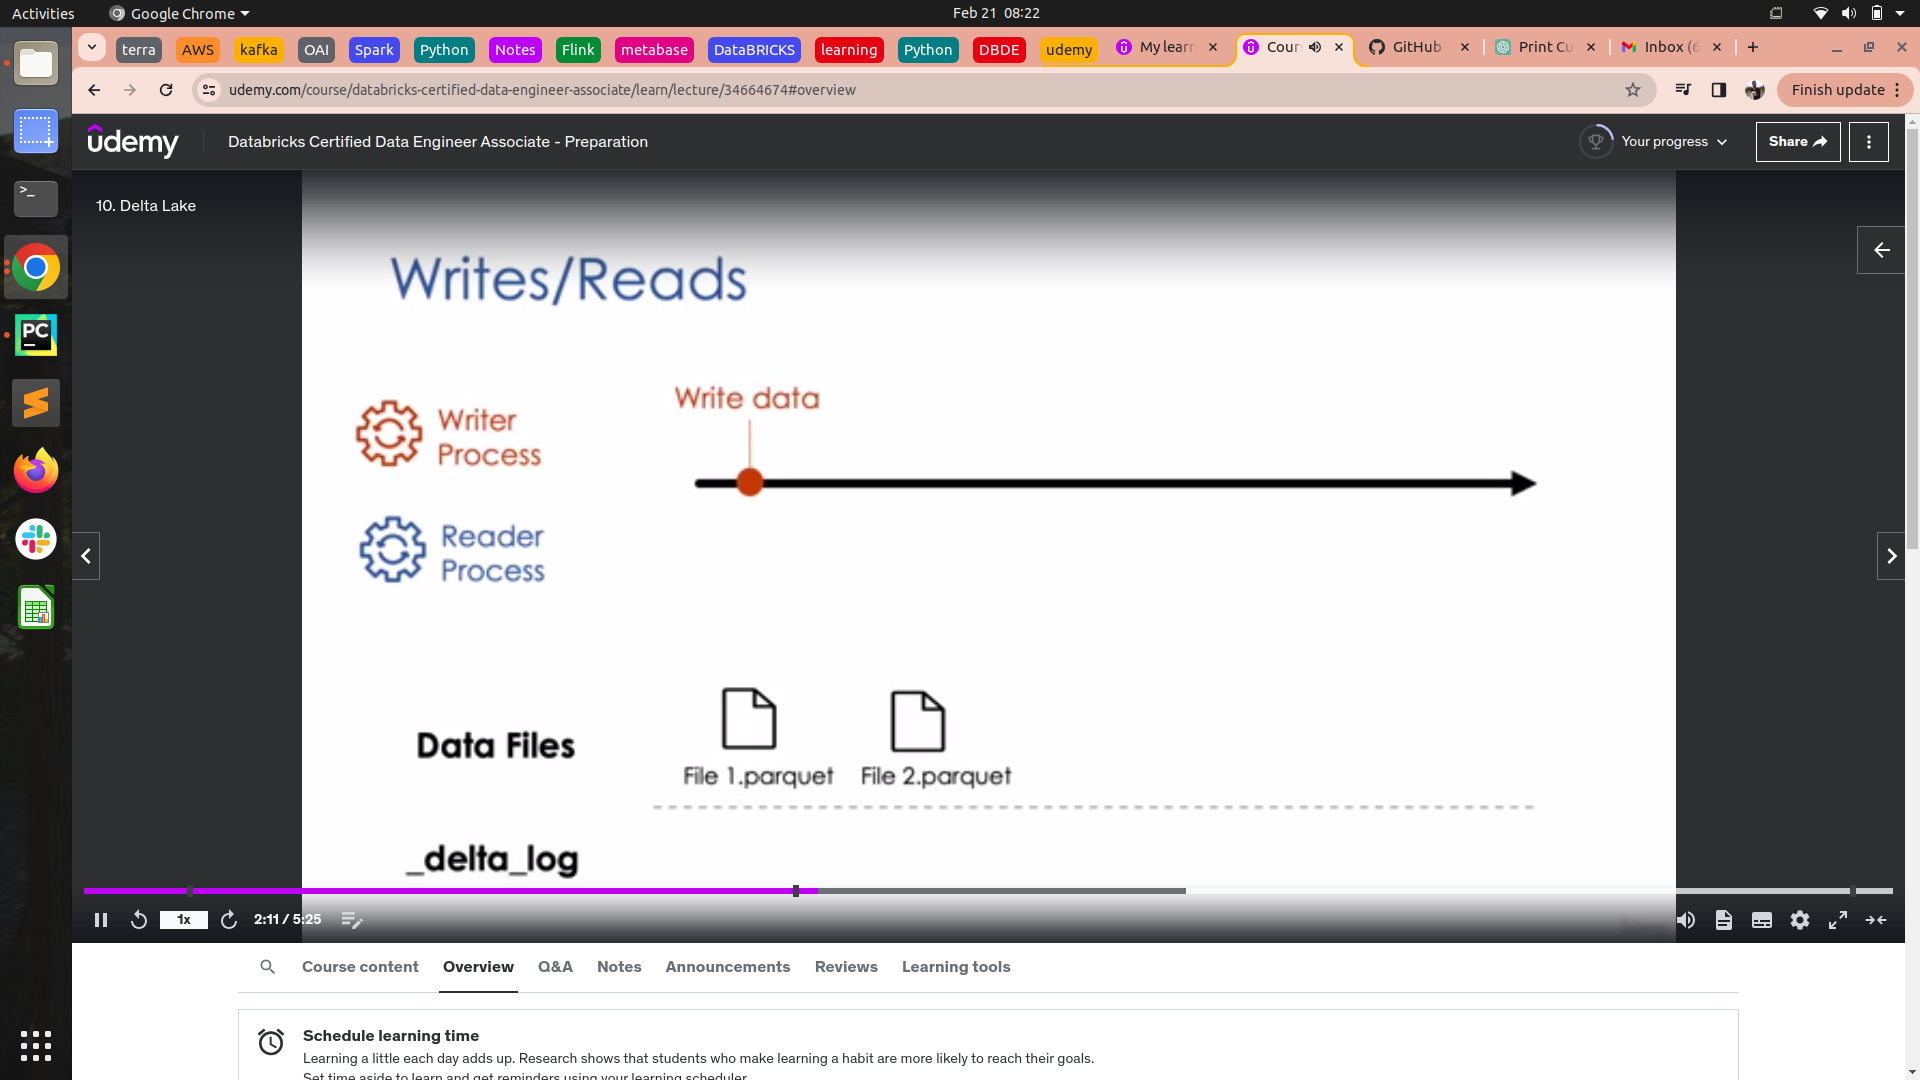 Activities
Google Chrome
Feb 21 08:22
terra
AWS
kafka
OAI
Spark
Python
Notes
Flink
metabase
DataBRICKS
learning
Python
DBDE
udemy
My learn
Cour
GitHub
Print Cu
Inbox (6
udemy.com/course/databricks-certified-data-engineer-associate/learn/lecture/34664674#overview
Finish update
udemy
Databricks Certified Data Engineer Associate - Preparation
Your progress
Share
10. Delta Lake
Writes/Reads
Write data
Writer
Process
Reader
Process
Data Files
File 1.parquet
File 2.parquet
_delta_log
1x
2:11 / 5:25
Course content
Overview
Q&A
Notes
Announcements
Reviews
Learning tools
Schedule learning time
Learning a little each day adds up. Research shows that students who make learning a habit are more likely to reach their goals.
Set time aside to learn and get reminders using your learning scheduler.
PC